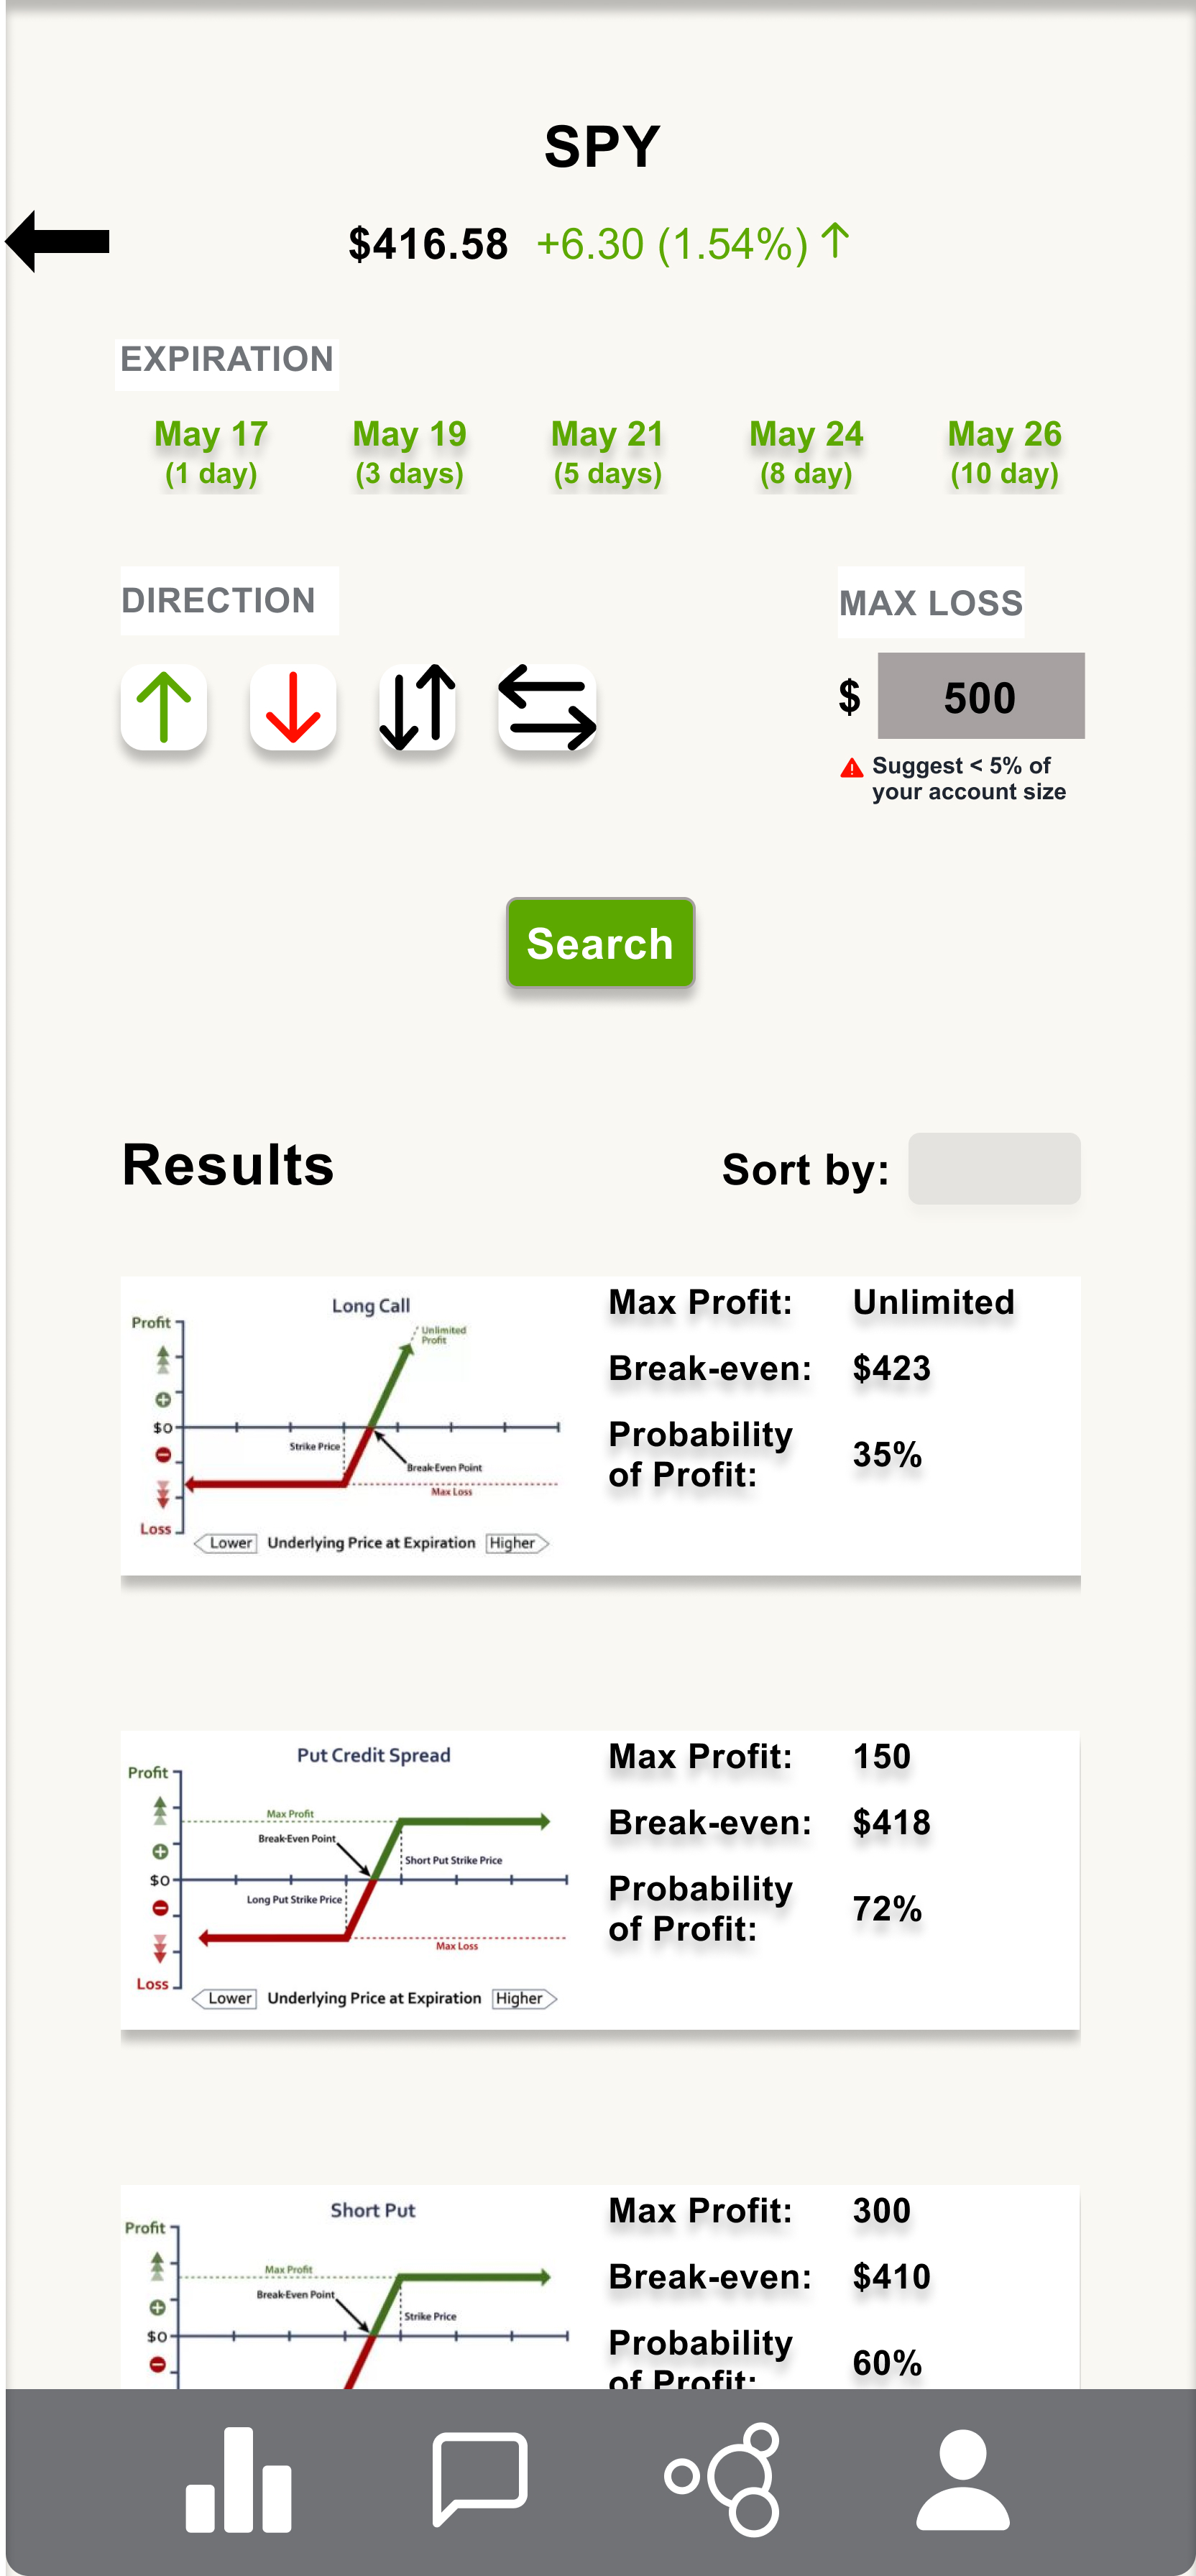 SPY
$416.58 +6.30 (1.54%)
EXPIRATION
May 17 May 19 May 21 May 24 May 26
(1 day) (3 days) (5 days) (8 day) (10 day)
DIRECTION
MAX LOSS
$ 500
Suggest < 5% of
your account size
Search
Results Sort by:
Long Call
Profit
Unlimited
Profit
$0
Strike Price
Break-Even Point
Max Loss
Loss
Lower Underlying Price at Expiration Higher
Max Profit: Unlimited
Break-even: $423
Probability
of Profit: 35%
Put Credit Spread
Profit
Max Profit
Break-Even Point
Short Put Strike Price
$0
Long Put Strike Price
Max Loss
Loss
Lower Underlying Price at Expiration Higher
Max Profit: 150
Break-even: $418
Probability
of Profit: 72%
Short Put
Profit
Max Profit
Break-Even Point
Strike Price
$0
Max Profit: 300
Break-even: $410
Probability
of Profit: 60%